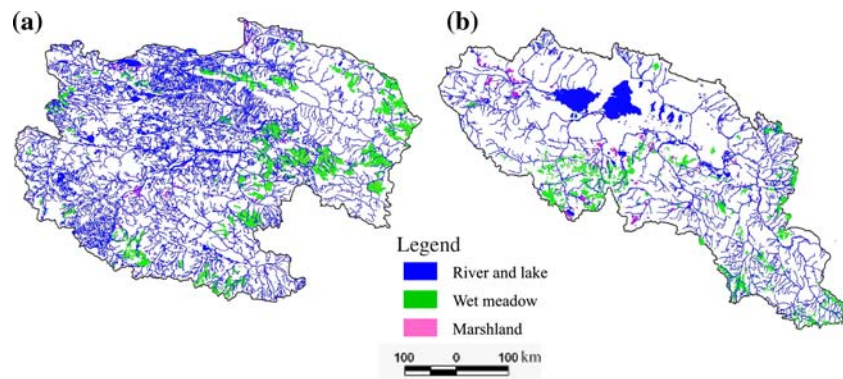 (a)
(b)
Legend
River and lake
Wet meadow
Marshland
100 0 100 km